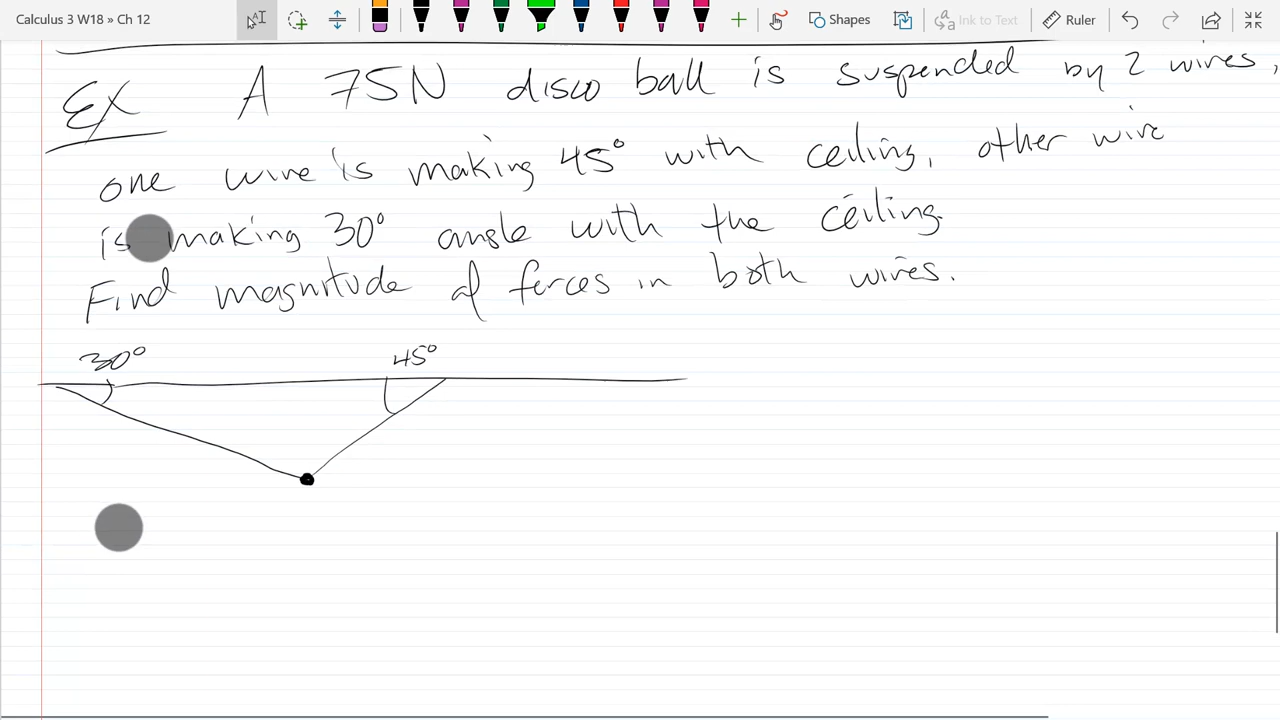 Calculus 3 W18 » Ch 12
Shapes
Ink to Text
Ruler
Ex A 75N disco ball is suspended by 2 wires,
one wire is making 45° with ceiling, other wire
is making 30° angle with the ceiling.
Find magnitude of forces in both wires.
30° 45°